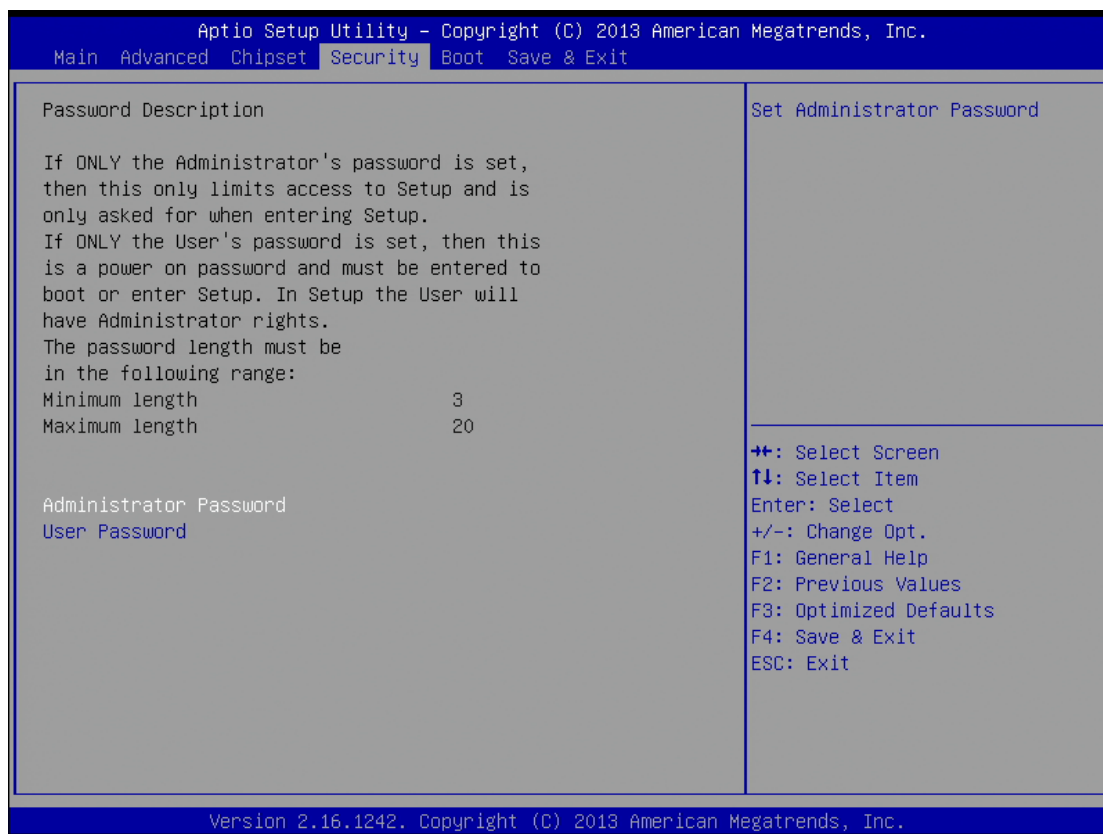 Aptio Setup Utility – Copyright (C) 2013 American Megatrends, Inc.
Main Advanced Chipset Security Boot Save & Exit
Password Description
If ONLY the Administrator's password is set,
then this only limits access to Setup and is
only asked for when entering Setup.
If ONLY the User's password is set, then this
is a power on password and must be entered to
boot or enter Setup. In Setup the User will
have Administrator rights.
The password length must be
in the following range:
Minimum length 3
Maximum length 20
Administrator Password
User Password
Set Administrator Password
→←: Select Screen
↑↓: Select Item
Enter: Select
+/-: Change Opt.
F1: General Help
F2: Previous Values
F3: Optimized Defaults
F4: Save & Exit
ESC: Exit
Version 2.16.1242. Copyright (C) 2013 American Megatrends, Inc.